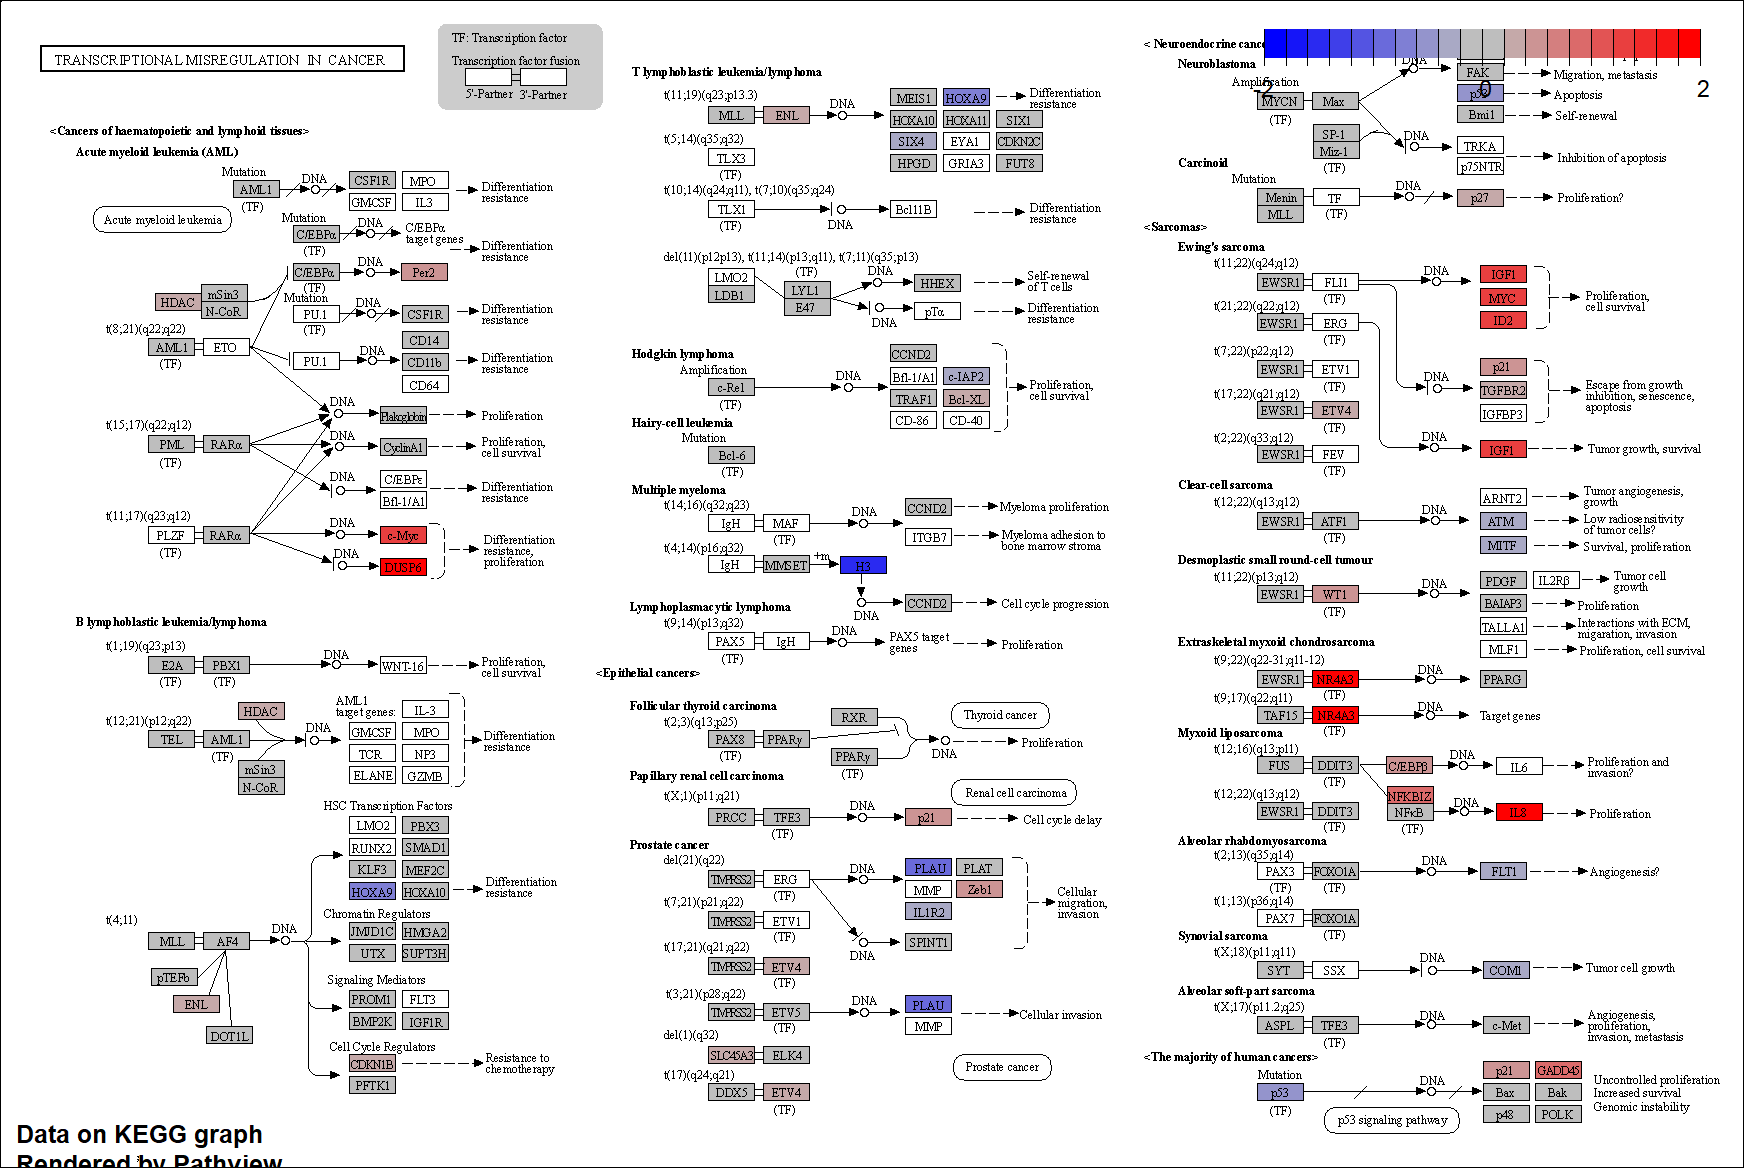 TRANSCRIPTIONAL MISREGULATION IN CANCER
TF: Transcription factor
Transcription factor fusion
5'-Partner 3'-Partner
<Cancers of haematopoietic and lymphoid tissues>
Acute myeloid leukemia (AML)
Mutation
AML1
(TF)
DNA
CSF1R MPO
GMCSF IL3
Differentiation
resistance
Acute myeloid leukemia
Mutation
C/EBPα
(TF)
DNA
C/EBPα
target genes
Differentiation
resistance
C/EBPα
(TF)
DNA
Per2
HDAC
mSin3
N-CoR
Mutation
PU.1
(TF)
DNA
CSF1R
Differentiation
resistance
t(8;21)(q22;q22)
AML1 ETO
(TF)
PU.1
DNA
CD14
CD11b
CD64
Differentiation
resistance
DNA
Plakoglobin
Proliferation
t(15;17)(q22;q12)
PML RARα
(TF)
DNA
CyclinA1
Proliferation,
cell survival
DNA
C/EBPε
Bfl-1/A1
Differentiation
resistance
t(11;17)(q23;q12)
PLZF RARα
(TF)
DNA
c-Myc
DNA
DUSP6
Differentiation
resistance,
proliferation
B lymphoblastic leukemia/lymphoma
t(1;19)(q23;p13)
E2A PBX1
(TF) (TF)
DNA
WNT-16
Proliferation,
cell survival
t(12;21)(p12;q22)
HDAC
TEL AML1
(TF)
mSin3
N-CoR
DNA
AML1
target genes:
IL-3
GMCSF MPO
TCR NP3
ELANE GZMB
Differentiation
resistance
HSC Transcription Factors
LMO2 PBX3
RUNX2 SMAD1
KLF3 MEF2C
HOXA9 HOXA10
Differentiation
resistance
t(4;11)
MLL AF4
DNA
pTEFb
ENL
DOT1L
Chromatin Regulators
JMJD1C HMGA2
UTX SUPT3H
Signaling Mediators
PROM1 FLT3
BMP2K IGF1R
Cell Cycle Regulators
CDKN1B
PFTK1
Resistance to
chemotherapy
Data on KEGG graph
Rendered by Pathview
T lymphoblastic leukemia/lymphoma
t(11;19)(q23;p13.3)
MLL ENL
DNA
MEIS1 HOXA9
HOXA10 HOXA11 SIX1
SIX4 EYA1 CDKN2C
HPGD GRIA3 FUT8
Differentiation
resistance
t(5;14)(q35;q32)
TLX3
(TF)
t(10;14)(q24;q11), t(7;10)(q35;q24)
TLX1
(TF)
DNA
Bcl11B
Differentiation
resistance
del(11)(p12p13), t(11;14)(p13;q11), t(7;11)(q35;p13)
LMO2
LDB1
(TF)
LYL1
E47
DNA
HHEX
Self-renewal
of T cells
DNA
pTα
Differentiation
resistance
Hodgkin lymphoma
Amplification
c-Rel
(TF)
DNA
CCND2
Bfl-1/A1 c-IAP2
TRAF1 Bcl-XL
CD-86 CD-40
Proliferation,
cell survival
Hairy-cell leukemia
Mutation
Bcl-6
(TF)
Multiple myeloma
t(14;16)(q32;q23)
IgH MAF
(TF)
DNA
CCND2
Myeloma proliferation
ITGB7
Myeloma adhesion to
bone marrow stroma
t(4;14)(p16;q32)
IgH MMSET
+m
H3
DNA
CCND2
Cell cycle progression
Lymphoplasmacytic lymphoma
t(9;14)(p13;q32)
PAX5 IgH
(TF)
DNA
PAX5 target
genes
Proliferation
<Epithelial cancers>
Follicular thyroid carcinoma
t(2;3)(q13;p25)
PAX8 PPARγ
(TF)
RXR
PPARγ
(TF)
DNA
Thyroid cancer
Proliferation
Papillary renal cell carcinoma
t(X;1)(p11;q21)
PRCC TFE3
(TF)
DNA
p21
Renal cell carcinoma
Cell cycle delay
Prostate cancer
del(21)(q22)
TMPRSS2 ERG
(TF)
DNA
PLAU PLAT
MMP Zeb1
IL1R2
Cellular
migration,
invasion
t(7;21)(p21;q22)
TMPRSS2 ETV1
(TF)
DNA
SPINT1
t(17;21)(q21;q22)
TMPRSS2 ETV4
(TF)
t(3;21)(p28;q22)
TMPRSS2 ETV5
(TF)
DNA
PLAU
MMP
Cellular invasion
del(1)(q32)
SLC45A3 ELK4
t(17)(q24;q21)
DDX5 ETV4
(TF)
Prostate cancer
< Neuroendocrine cance
-2 0 2
Neuroblastoma
Amplification
MYCN Max
(TF)
DNA
FAK
Migration, metastasis
p53
Apoptosis
Bmi1
Self-renewal
SP-1
Miz-1
(TF)
DNA
TRKA
p75NTR
Inhibition of apoptosis
Carcinoid
Mutation
Menin
MLL
TF
(TF)
DNA
p27
Proliferation?
<Sarcomas>
Ewing's sarcoma
t(11;22)(q24;q12)
EWSR1 FLI1
(TF)
DNA
IGF1
MYC
ID2
Proliferation,
cell survival
(21;22)(q22;q12)
EWSR1 ERG
(TF)
t(7;22)(p22;q12)
EWSR1 ETV1
(TF)
DNA
p21
TGFBR2
IGFBP3
Escape from growth
inhibition, senescence,
apoptosis
t(17;22)(q21;q12)
EWSR1 ETV4
(TF)
t(2;22)(q33;q12)
EWSR1 FEV
(TF)
DNA
IGF1
Tumor growth, survival
Clear-cell sarcoma
t(12;22)(q13;q12)
EWSR1 ATF1
(TF)
DNA
ARNT2
Tumor angiogenesis,
growth
ATM
Low radiosensitivity
of tumor cells?
MITF
Survival, proliferation
Desmoplastic small round-cell tumour
t(11;22)(p13;q12)
EWSR1 WT1
(TF)
DNA
PDGF IL2Rβ
Tumor cell
growth
BAIAP3
Proliferation
TALLA1
Interactions with ECM,
migaration, invasion
MLF1
Proliferation, cell survival
Extraskeletal myxoid chondrosarcoma
t(9;22)(q22-31;q11-12)
EWSR1 NR4A3
(TF)
DNA
PPARG
t(9;17)(q22;q11)
TAF15 NR4A3
(TF)
DNA
Target genes
Myxoid liposarcoma
t(12;16)(q13;p11)
FUS DDIT3
(TF)
C/EBPβ
DNA
IL6
Proliferation and
invasion?
t(12;22)(q13;q12)
EWSR1 DDIT3
(TF)
NFKBIZ
NFκB
(TF)
DNA
IL8
Proliferation
Alveolar rhabdomyosarcoma
t(2;13)(q35;q14)
PAX3 FOXO1A
(TF)
DNA
FLT1
Angiogenesis?
t(1;13)(p36;q14)
PAX7 FOXO1A
(TF)
Synovial sarcoma
t(X;18)(p11;q11)
SYT SSX
DNA
COM1
Tumor cell growth
Alveolar soft-part sarcoma
t(X;17)(p11.2;q25)
ASPL TFE3
(TF)
DNA
c-Met
Angiogenesis,
proliferation,
invasion, metastasis
<The majority of human cancers>
Mutation
p53
(TF)
DNA
p21 GADD45
Bax Bak
p48 POLK
Uncontrolled proliferation
Increased survival
Genomic instability
p53 signaling pathway